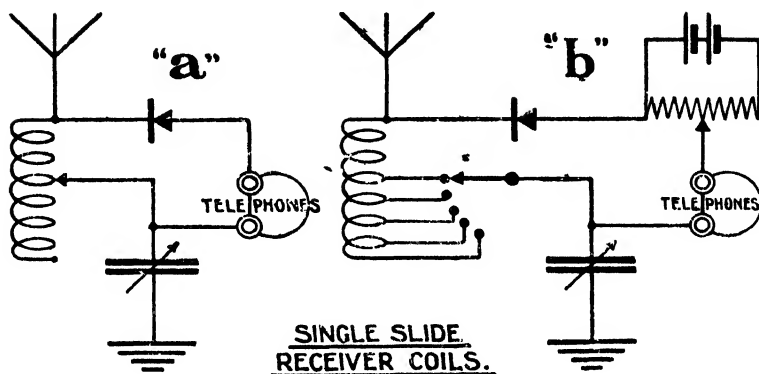 "a"
"b"
TELEPHONES
TELEPHONES
SINGLE SLIDE
RECEIVER COILS.